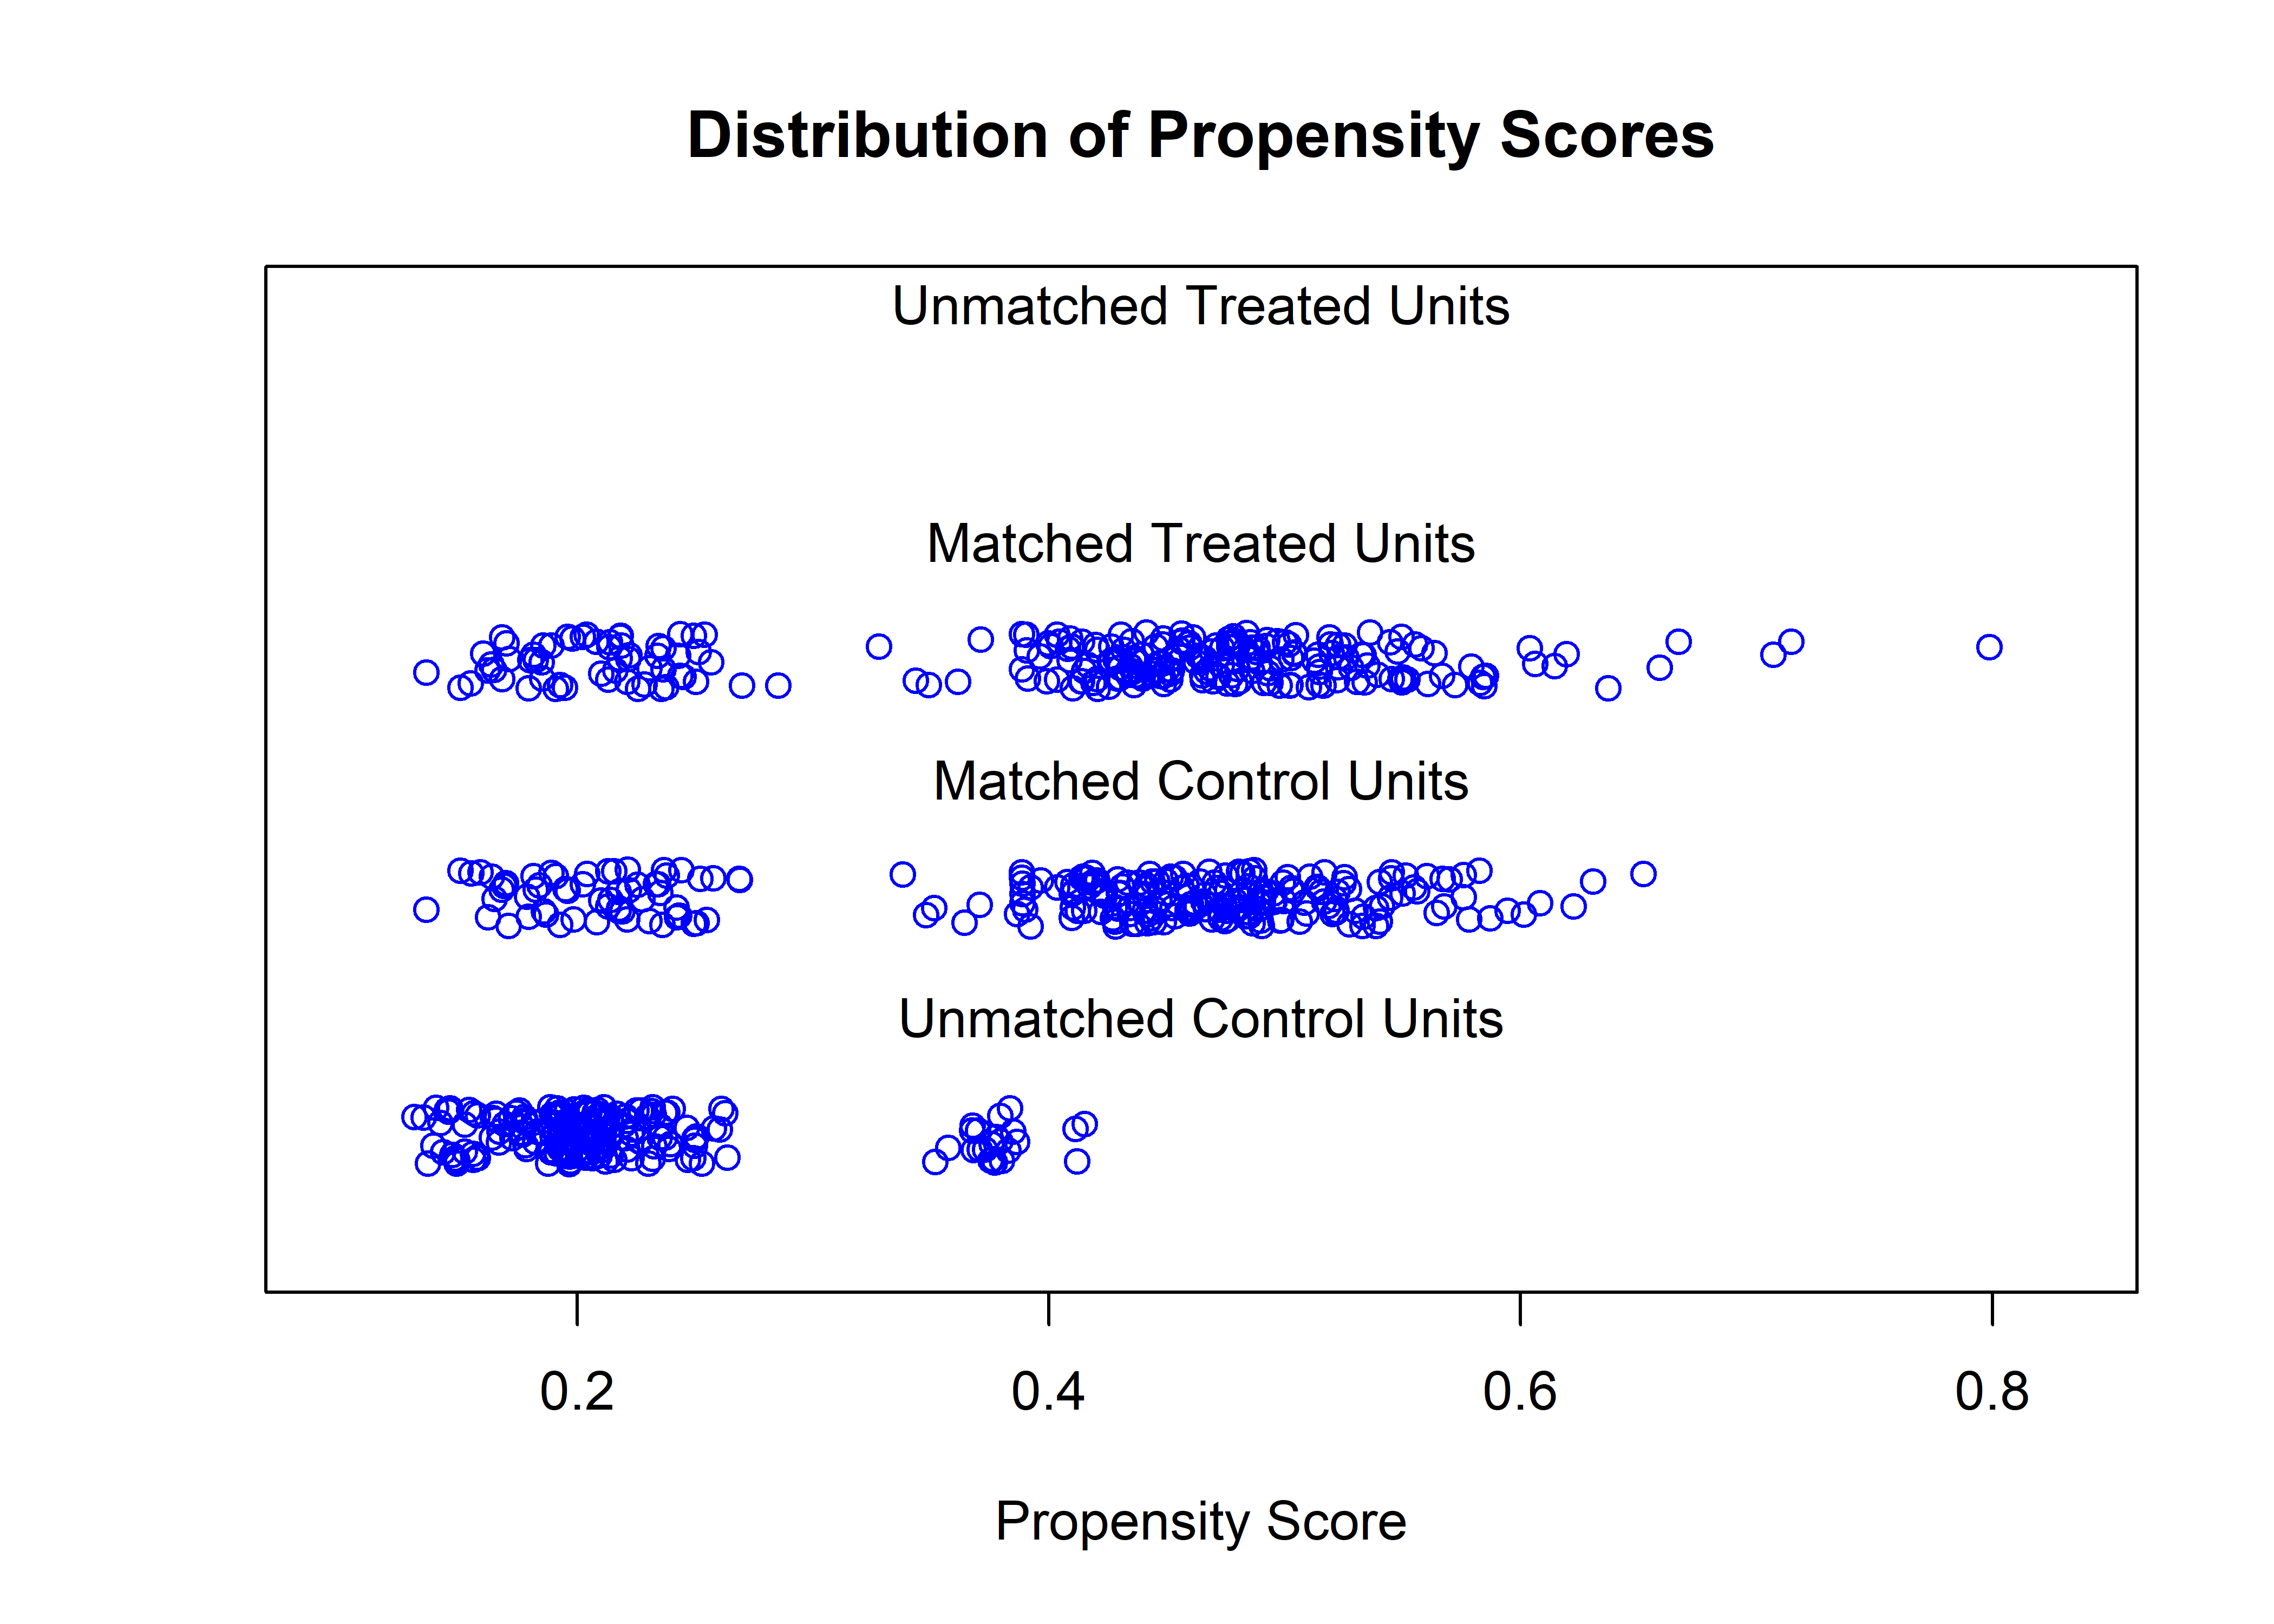 Distribution of Propensity Scores
Unmatched Treated Units
Matched Treated Units
Matched Control Units
Unmatched Control Units
0.2 0.4 0.6 0.8
Propensity Score